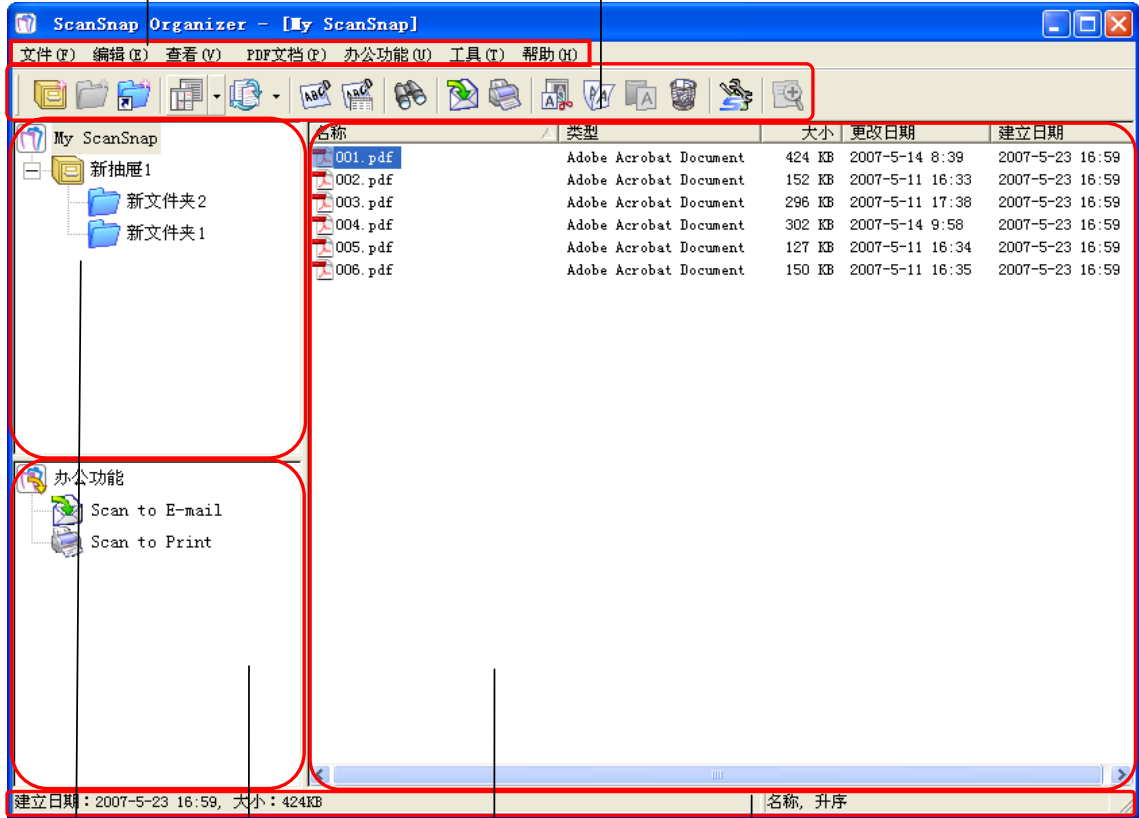 ScanSnap Organizer - [My ScanSnap]
文件(F) 编辑(E) 查看(V) PDF文档(P) 办公功能(U) 工具(T) 帮助(H)
My ScanSnap
新抽屉1
新文件夹2
新文件夹1
名称 类型 大小 更改日期 建立日期
001.pdf Adobe Acrobat Document 424 KB 2007-5-14 8:39 2007-5-23 16:59
002.pdf Adobe Acrobat Document 152 KB 2007-5-11 16:33 2007-5-23 16:59
003.pdf Adobe Acrobat Document 296 KB 2007-5-11 17:38 2007-5-23 16:59
004.pdf Adobe Acrobat Document 302 KB 2007-5-14 9:58 2007-5-23 16:59
005.pdf Adobe Acrobat Document 127 KB 2007-5-11 16:34 2007-5-23 16:59
006.pdf Adobe Acrobat Document 150 KB 2007-5-11 16:35 2007-5-23 16:59
办公功能
Scan to E-mail
Scan to Print
建立日期：2007-5-23 16:59, 大小：424KB 名称, 升序